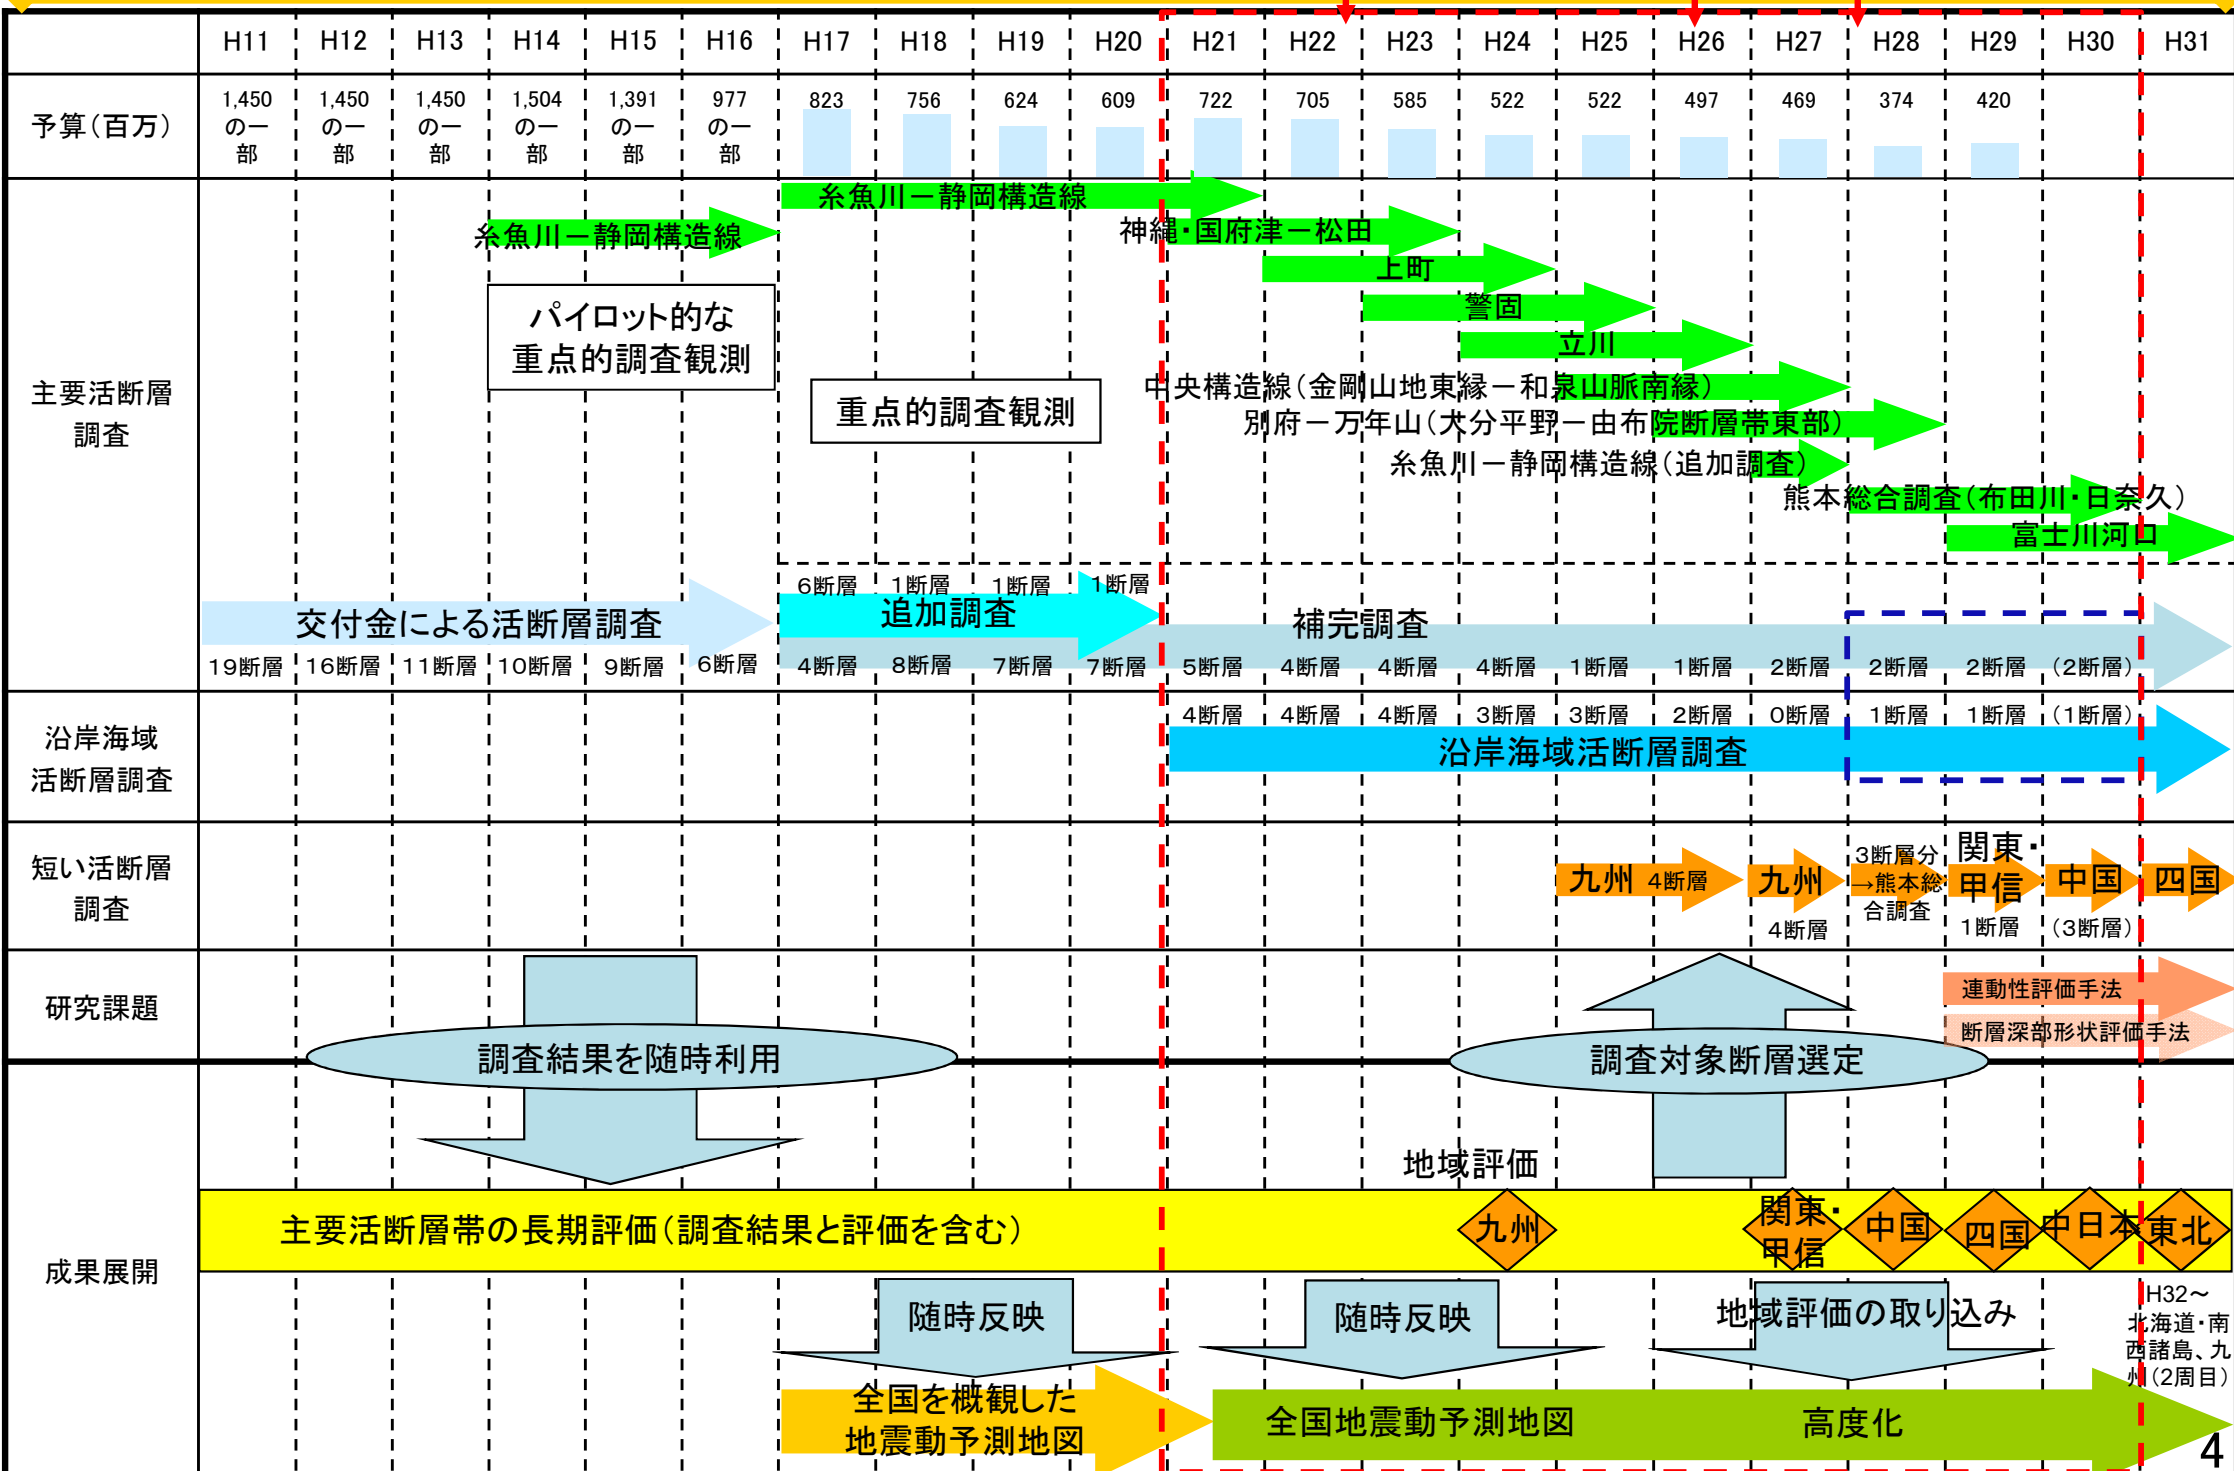 H11 H12 H13 H14 H15 H16 H17 H18 H19 H20 H21 H22 H23 H24 H25 H26 H27 H28 H29 H30 H31
予算（百万）
1,450の一部 1,450の一部 1,450の一部 1,504の一部 1,391の一部 977の一部 823 756 624 609 722 705 585 522 522 497 469 374 420
主要活断層
調査
糸魚川－静岡構造線
糸魚川－静岡構造線
神縄・国府津－松田
上町
警固
立川
中央構造線（金剛山地東縁－和泉山脈南縁）
別府－万年山（大分平野－由布院断層帯東部）
糸魚川－静岡構造線（追加調査）
熊本総合調査（布田川・日奈久）
富士川河口
パイロット的な
重点的調査観測
重点的調査観測
6断層 1断層 1断層 1断層
交付金による活断層調査
追加調査
補完調査
19断層 16断層 11断層 10断層 9断層 6断層 4断層 8断層 7断層 7断層 5断層 4断層 4断層 4断層 1断層 1断層 2断層 2断層 2断層 （2断層）
沿岸海域
活断層調査
4断層 4断層 4断層 3断層 3断層 2断層 0断層 1断層 1断層 （1断層）
沿岸海域活断層調査
短い活断層
調査
九州 4断層
九州
4断層
3断層分
→熊本総
合調査
関東・
甲信
1断層
中国
（3断層）
四国
研究課題
連動性評価手法
断層深部形状評価手法
調査結果を随時利用
調査対象断層選定
成果展開
地域評価
主要活断層帯の長期評価（調査結果と評価を含む）
九州
関東・
甲信
中国
四国
中日本
東北
随時反映
随時反映
地域評価の取り込み
H32～
北海道・南
西諸島、九
州（2周目）
全国を概観した
地震動予測地図
全国地震動予測地図
高度化
4